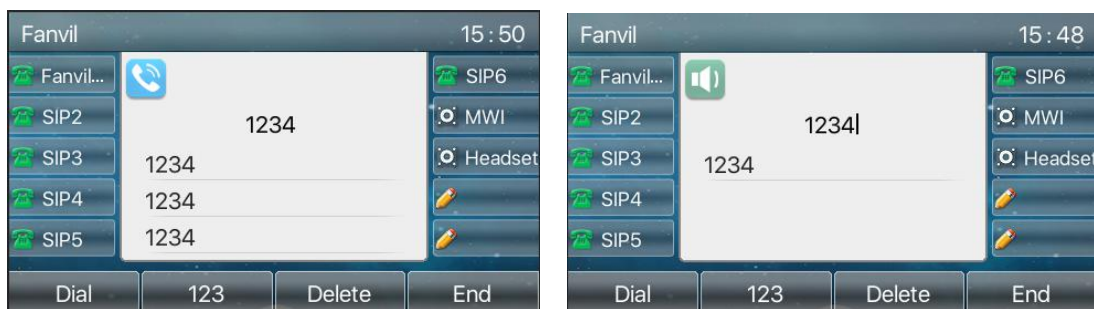 Fanvil 15:50
Fanvil... SIP6
SIP2 1234 MWI
SIP3 1234 Headset
SIP4 1234
SIP5 1234
Dial 123 Delete End
Fanvil 15:48
Fanvil... SIP6
SIP2 1234 MWI
SIP3 1234 Headset
SIP4
SIP5
Dial 123 Delete End